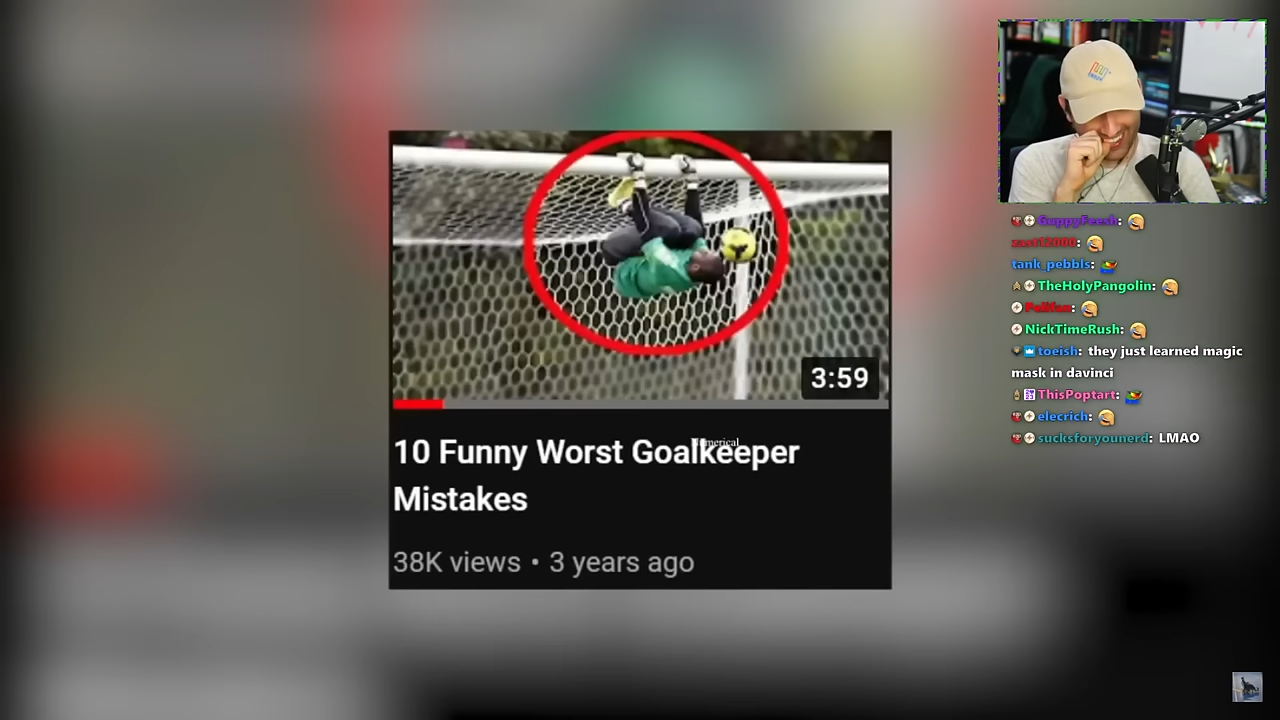 3:59
10 Funny Worst Goalkeeper
Mistakes
38K views • 3 years ago
GuppyFeesh:
zast12000:
tank_pebbls:
TheHolyPangolin:
NickTimeRush:
toeish: they just learned magic
mask in davinci
ThisPoptart:
elecrich:
sucksforyounerd: LMAO